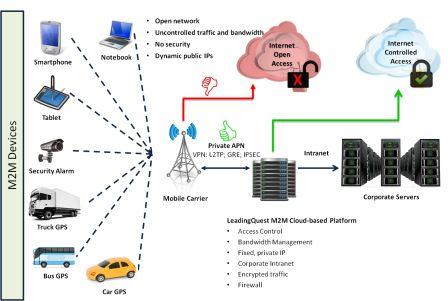 M2M Devices
Smartphone
Notebook
Tablet
Security Alarm
Truck GPS
Bus GPS
Car GPS
• Open network
• Uncontrolled traffic and bandwidth
• No security
• Dynamic public IPs
Internet
Open
Access
Internet
Controlled
Access
Private APN
VPN: L2TP; GRE, IPSEC
Mobile Carrier
Intranet
Corporate Servers
LeadingQuest M2M Cloud-based Platform
• Access Control
• Bandwidth Management
• Fixed, private IP
• Corporate Intranet
• Encrypted traffic
• Firewall